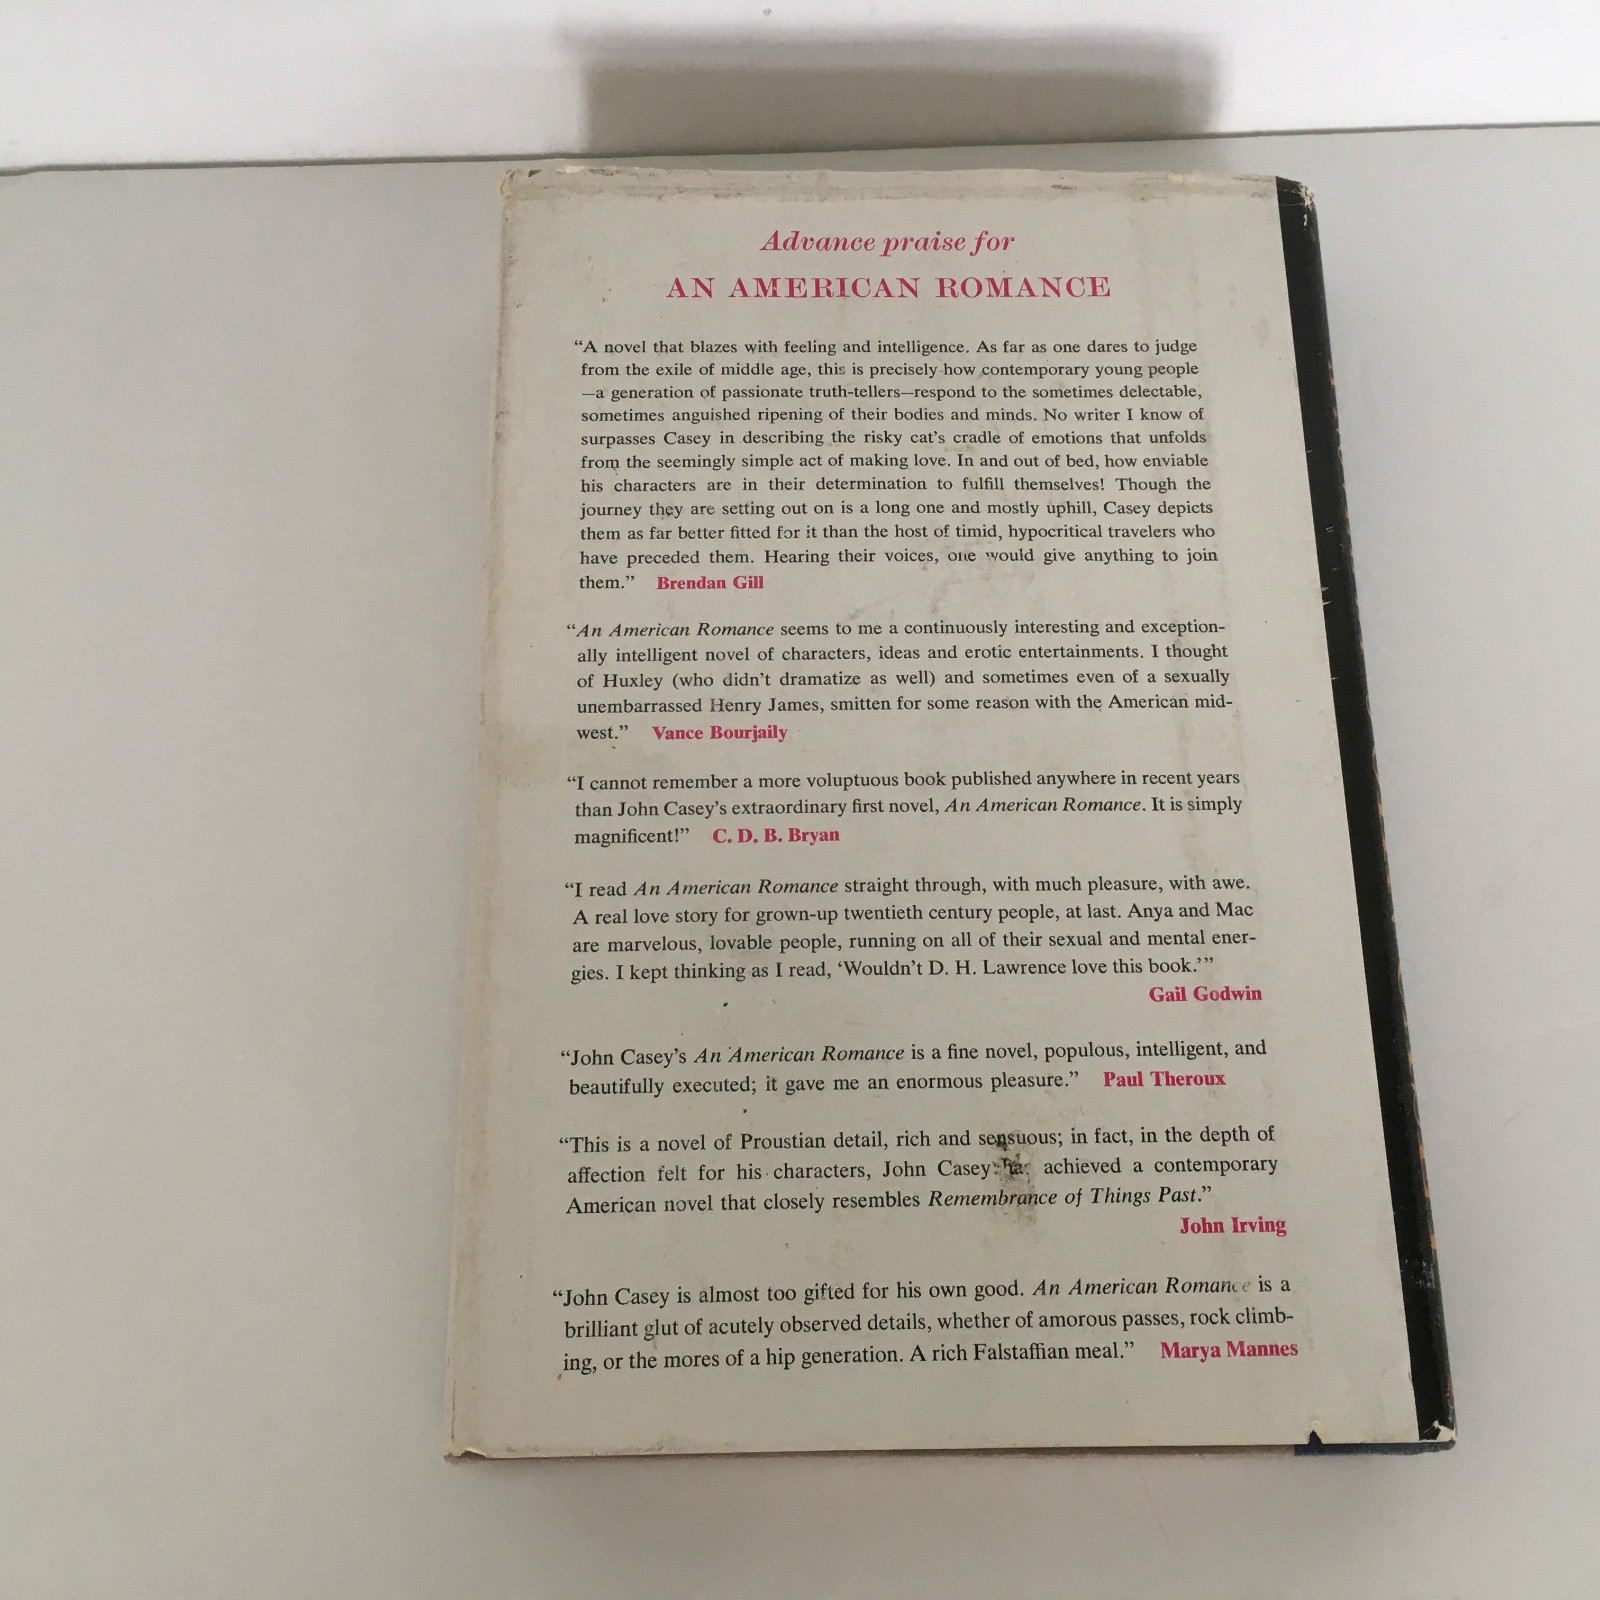 Advance praise for
AN AMERICAN ROMANCE
“A novel that blazes with feeling and intelligence. As far as one dares to judge
from the exile of middle age, this is precisely how contemporary young people
—a generation of passionate truth-tellers—respond to the sometimes delectable,
sometimes anguished ripening of their bodies and minds. No writer I know of
surpasses Casey in describing the risky cat's cradle of emotions that unfolds
from the seemingly simple act of making love. In and out of bed, how enviable
his characters are in their determination to fulfill themselves! Though the
journey they are setting out on is a long one and mostly uphill, Casey depicts
them as far better fitted for it than the host of timid, hypocritical travelers who
have preceded them. Hearing their voices, one would give anything to join
them.” Brendan Gill
“An American Romance seems to me a continuously interesting and exception-
ally intelligent novel of characters, ideas and erotic entertainments. I thought
of Huxley (who didn't dramatize as well) and sometimes even of a sexually
unembarrassed Henry James, smitten for some reason with the American mid-
west.” Vance Bourjaily
“I cannot remember a more voluptuous book published anywhere in recent years
than John Casey's extraordinary first novel, An American Romance. It is simply
magnificent!” C. D. B. Bryan
“I read An American Romance straight through, with much pleasure, with awe.
A real love story for grown-up twentieth century people, at last. Anya and Mac
are marvelous, lovable people, running on all of their sexual and mental ener-
gies. I kept thinking as I read, ‘Wouldn't D. H. Lawrence love this book.’”
Gail Godwin
“John Casey's An American Romance is a fine novel, populous, intelligent, and
beautifully executed; it gave me an enormous pleasure.” Paul Theroux
“This is a novel of Proustian detail, rich and sensuous; in fact, in the depth of
affection felt for his characters, John Casey achieved a contemporary
American novel that closely resembles Remembrance of Things Past.”
John Irving
“John Casey is almost too gifted for his own good. An American Romance is a
brilliant glut of acutely observed details, whether of amorous passes, rock climb-
ing, or the mores of a hip generation. A rich Falstaffian meal.” Marya Mannes